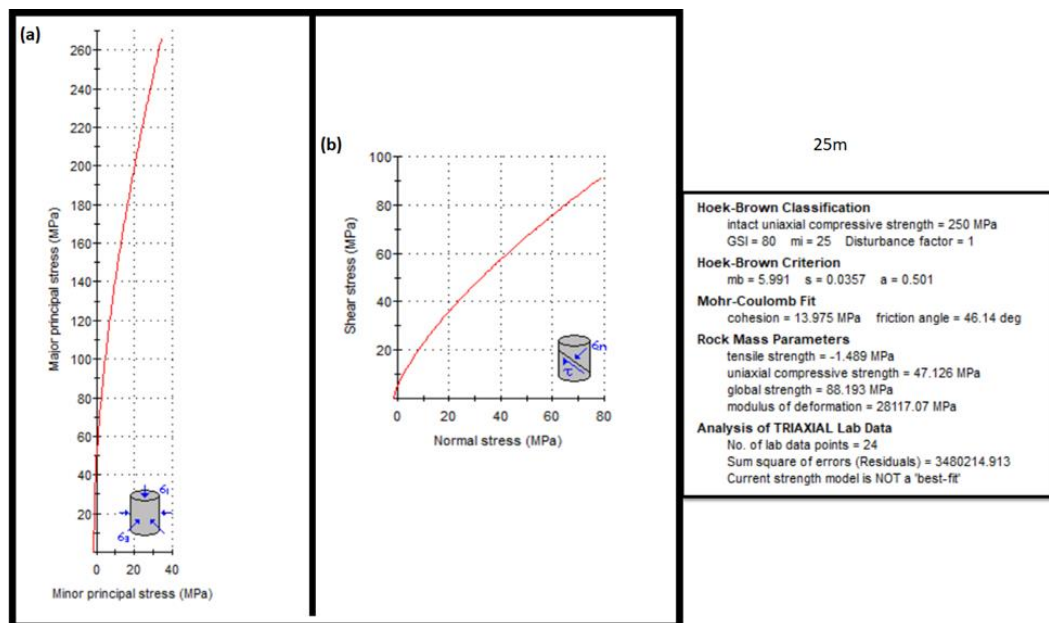 (a)
260
240
220
200
180
160
140
120
100
80
60
40
20
Major principal stress (MPa)
σ1
σ3
0 20 40
Minor principal stress (MPa)
(b)
100
80
60
40
20
Shear stress (MPa)
σn
τ
0 20 40 60 80
Normal stress (MPa)
25m
Hoek-Brown Classification
intact uniaxial compressive strength = 250 MPa
GSI = 80 mi = 25 Disturbance factor = 1
Hoek-Brown Criterion
mb = 5.991 s = 0.0357 a = 0.501
Mohr-Coulomb Fit
cohesion = 13.975 MPa friction angle = 46.14 deg
Rock Mass Parameters
tensile strength = -1.489 MPa
uniaxial compressive strength = 47.126 MPa
global strength = 88.193 MPa
modulus of deformation = 28117.07 MPa
Analysis of TRIAXIAL Lab Data
No. of lab data points = 24
Sum square of errors (Residuals) = 3480214.913
Current strength model is NOT a 'best-fit'